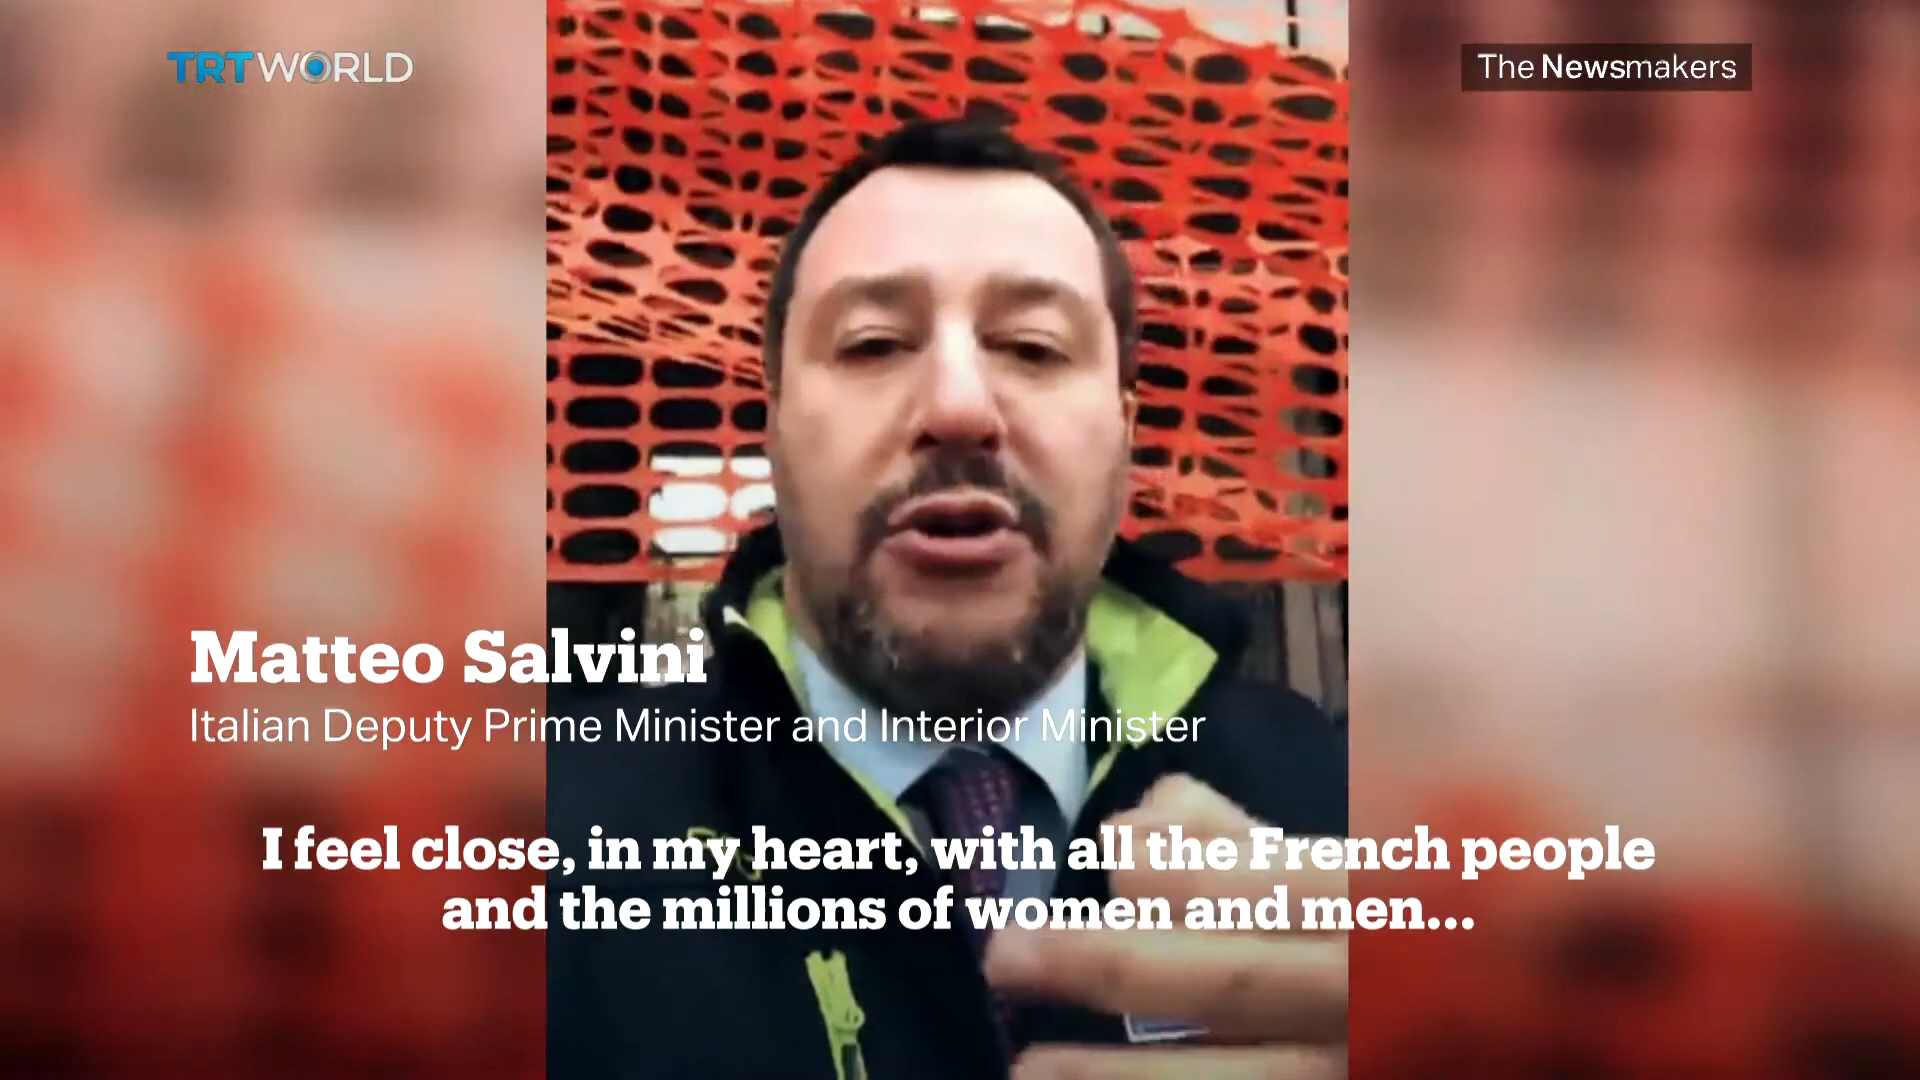 TRT WORLD
The Newsmakers
Matteo Salvini
Italian Deputy Prime Minister and Interior Minister
I feel close, in my heart, with all the French people
and the millions of women and men...